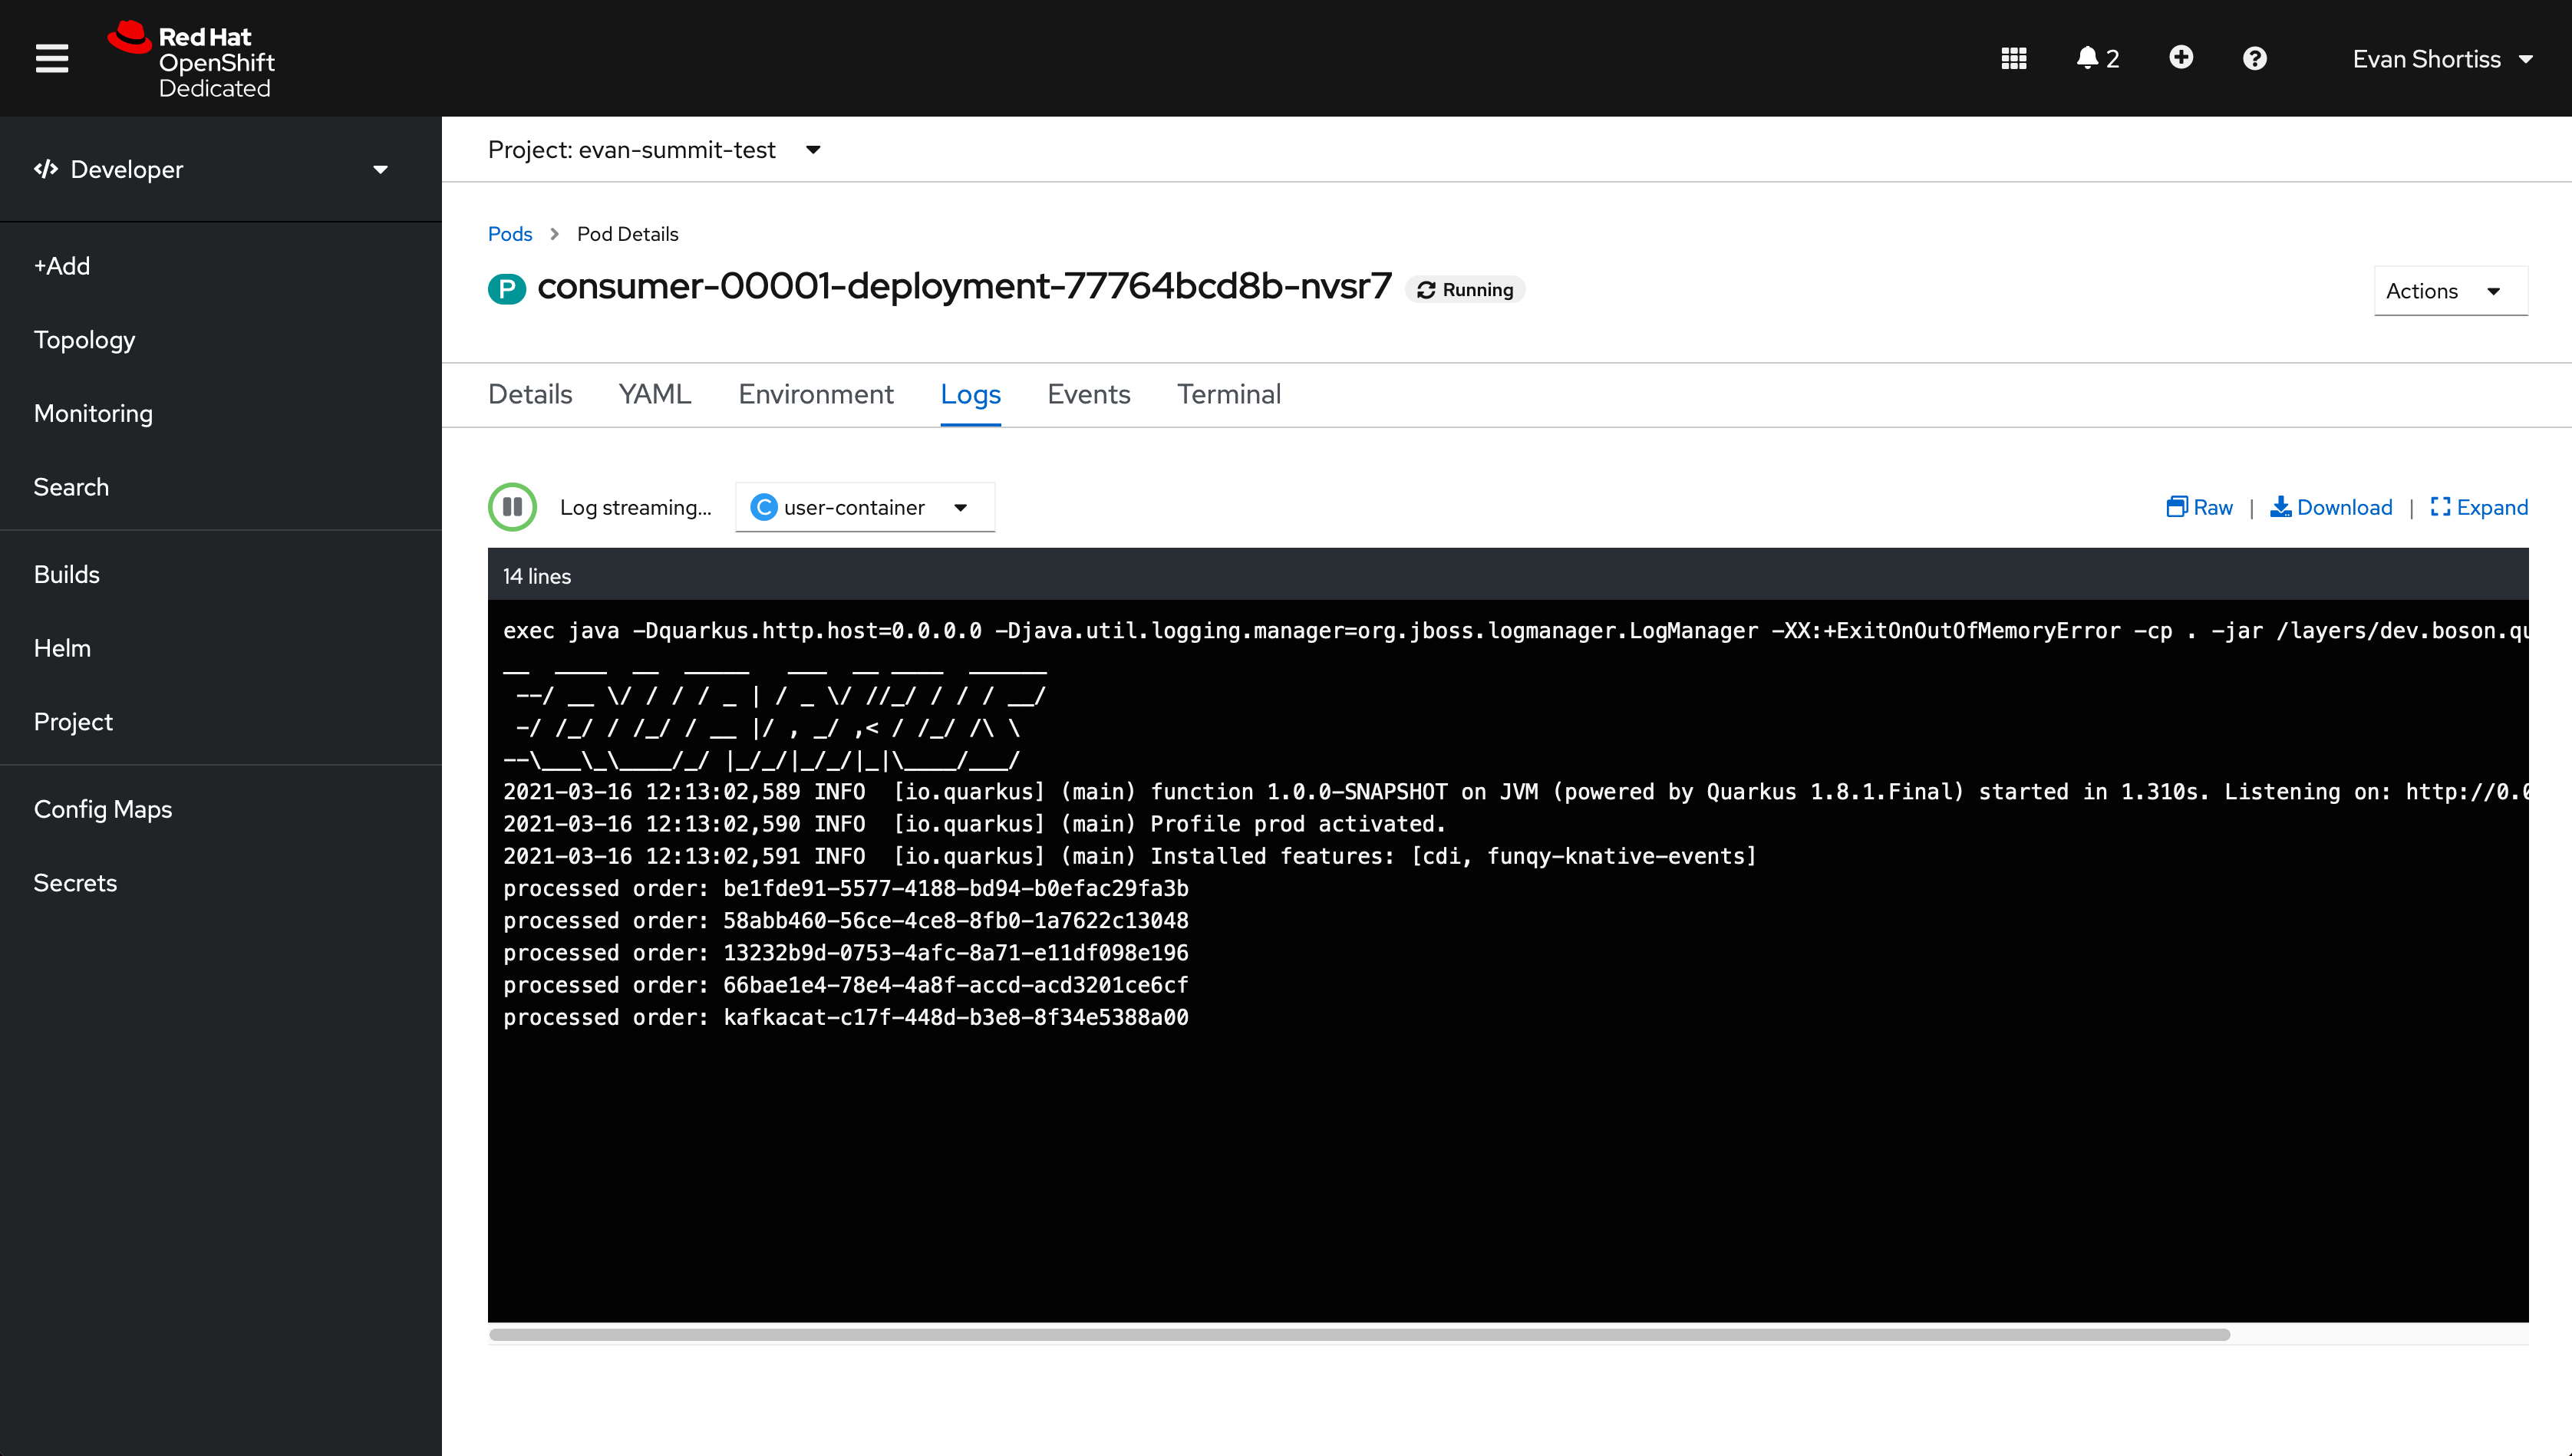 Red Hat
OpenShift
Dedicated
2
Evan Shortiss
Developer
+Add
Topology
Monitoring
Search
Builds
Helm
Project
Config Maps
Secrets
Project: evan-summit-test
Pods > Pod Details
P consumer-00001-deployment-77764bcd8b-nvsr7 Running
Actions
Details YAML Environment Logs Events Terminal
Log streaming... C user-container
Raw | Download | Expand
14 lines
exec java -Dquarkus.http.host=0.0.0.0 -Djava.util.logging.manager=org.jboss.logmanager.LogManager -XX:+ExitOnOutOfMemoryError -cp . -jar /layers/dev.boson.qu
__  ____  __  _____   ___  __ ____  ______
 --/ __ \/ / / / _ | / _ \/ //_/ / / / __/
 -/ /_/ / /_/ / __ |/ , _/ ,< / /_/ /\ \
--\___\_\____/_/ |_/_/|_/_/|_|\____/___/
2021-03-16 12:13:02,589 INFO  [io.quarkus] (main) function 1.0.0-SNAPSHOT on JVM (powered by Quarkus 1.8.1.Final) started in 1.310s. Listening on: http://0.0
2021-03-16 12:13:02,590 INFO  [io.quarkus] (main) Profile prod activated.
2021-03-16 12:13:02,591 INFO  [io.quarkus] (main) Installed features: [cdi, funqy-knative-events]
processed order: be1fde91-5577-4188-bd94-b0efac29fa3b
processed order: 58abb460-56ce-4ce8-8fb0-1a7622c13048
processed order: 13232b9d-0753-4afc-8a71-e11df098e196
processed order: 66bae1e4-78e4-4a8f-accd-acd3201ce6cf
processed order: kafkacat-c17f-448d-b3e8-8f34e5388a00